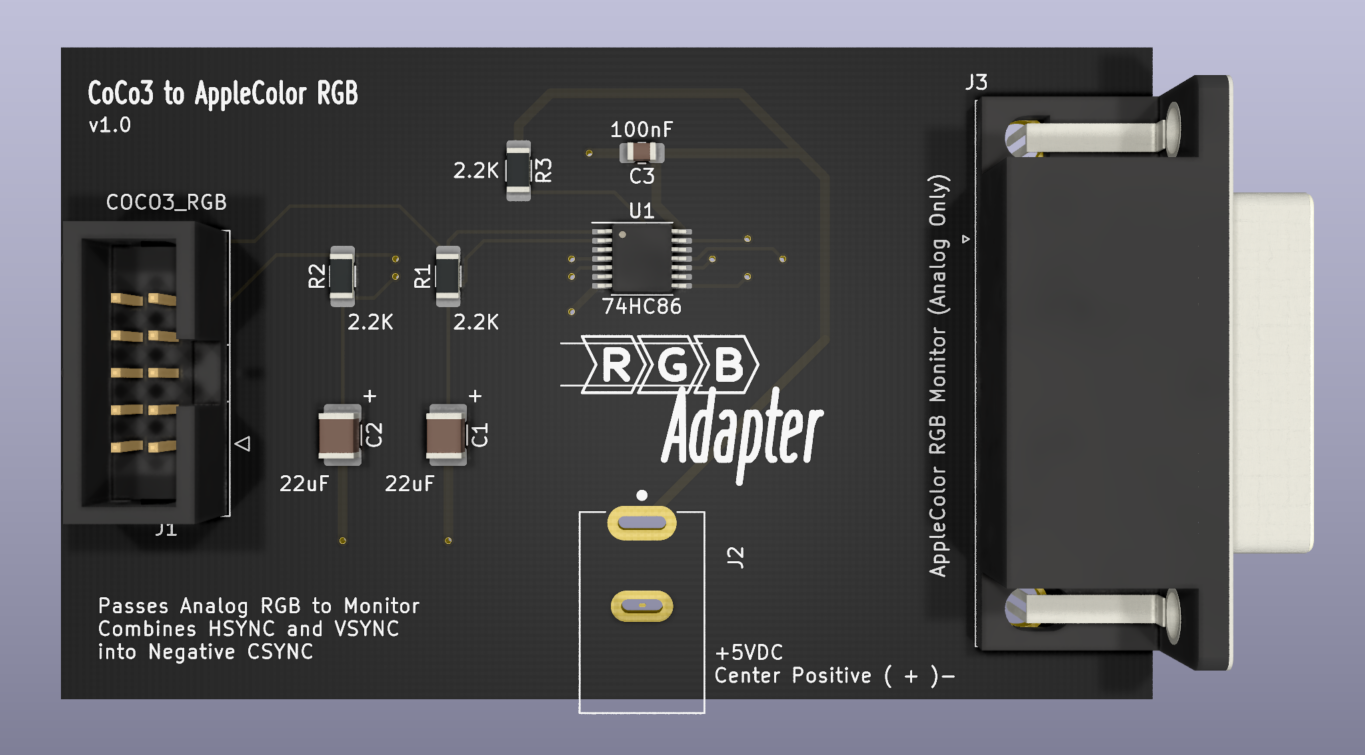 CoCo3 to AppleColor RGB
v1.0
J3
100nF
2.2K
R3
C3
COCO3_RGB
U1
R2
R1
74HC86
2.2K
2.2K
RGB
Adapter
AppleColor RGB Monitor (Analog Only)
+
+
C2
C1
22uF
22uF
J1
J2
Passes Analog RGB to Monitor
Combines HSYNC and VSYNC
into Negative CSYNC
+5VDC
Center Positive ( + )-